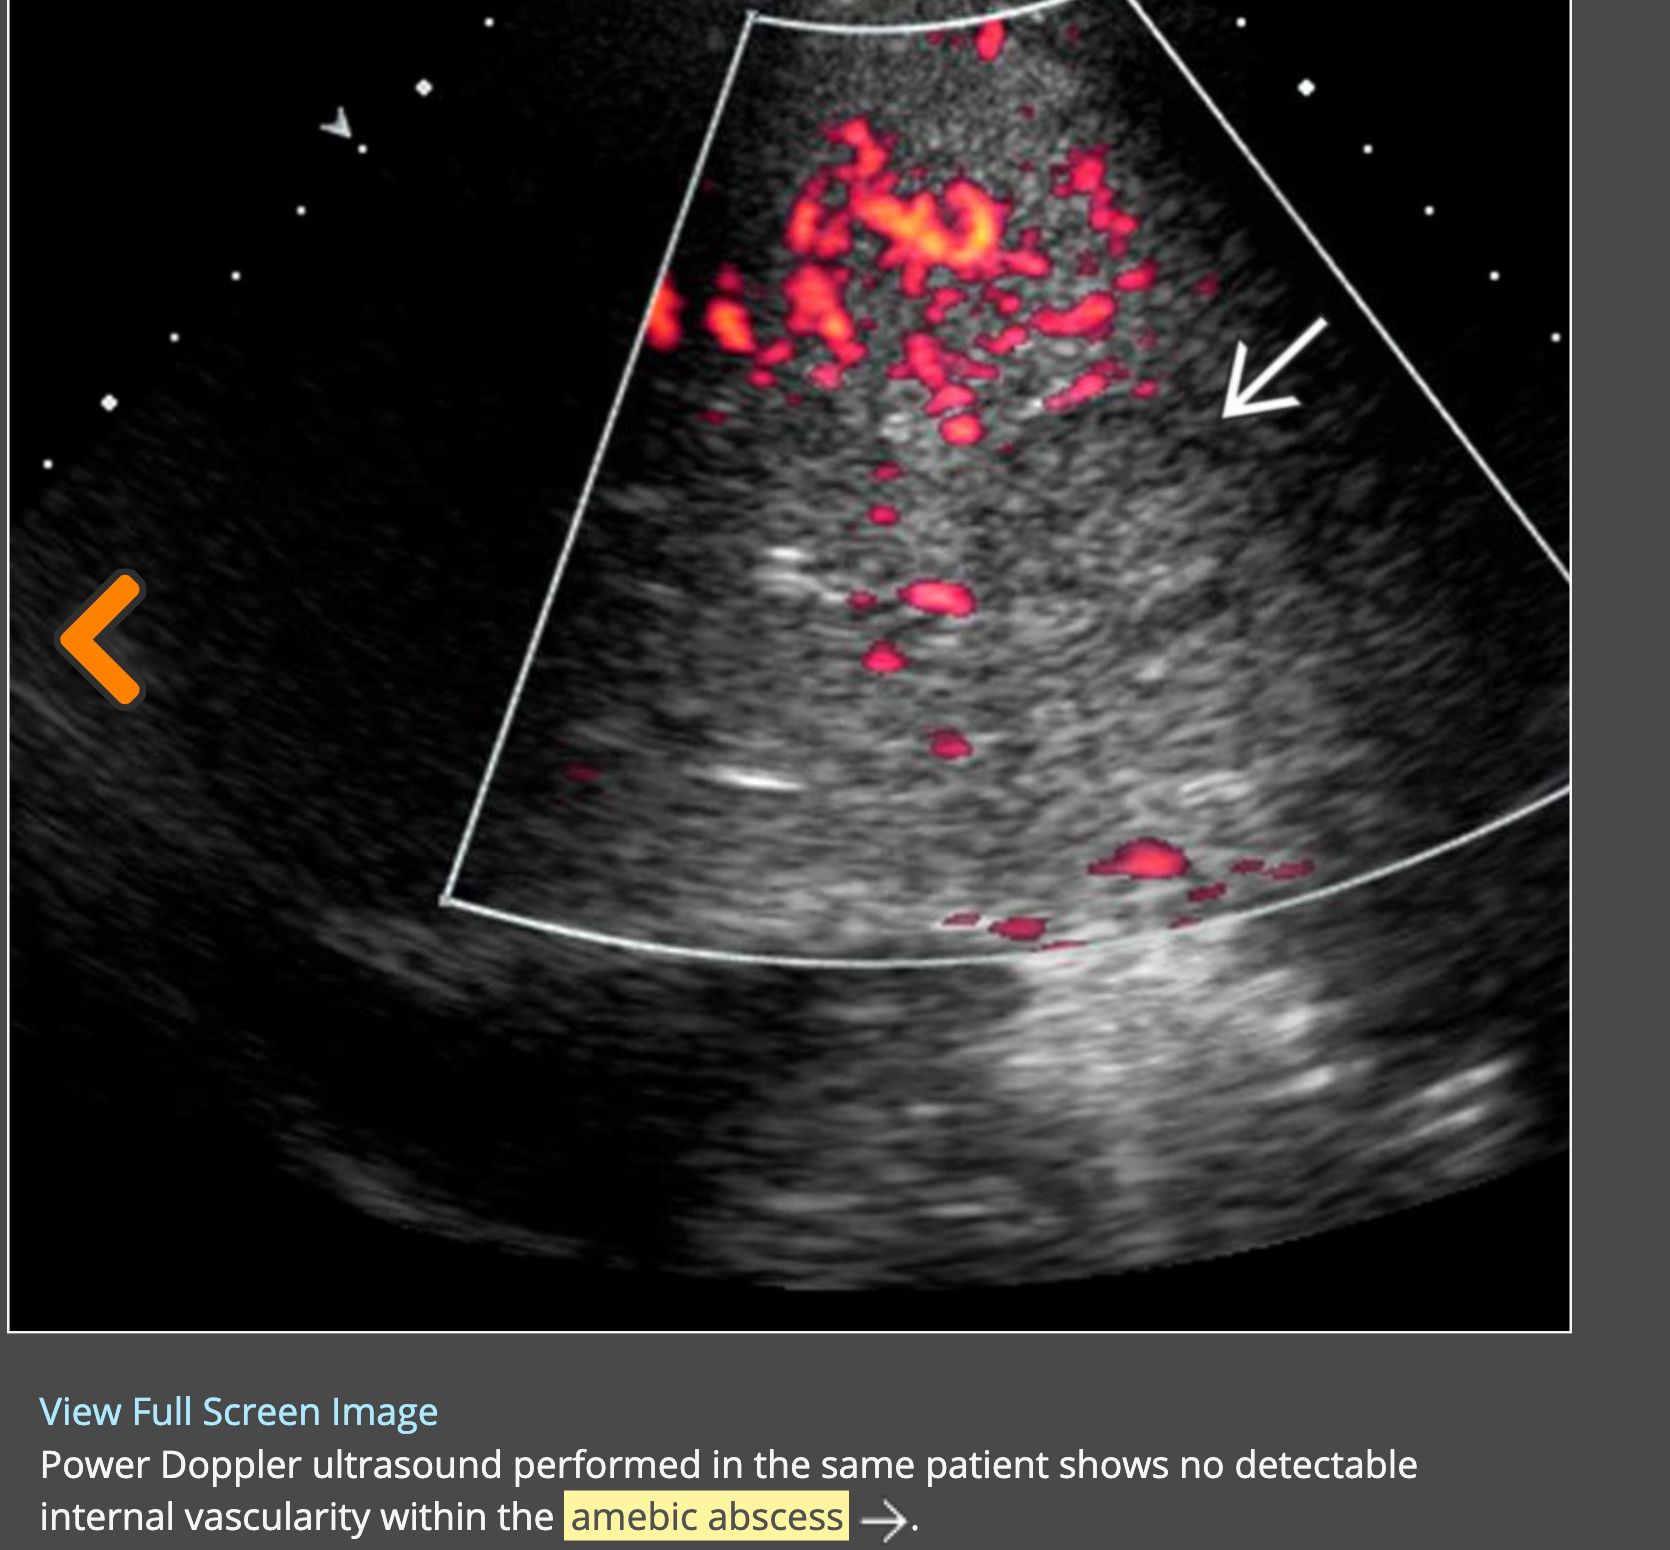 View Full Screen Image
Power Doppler ultrasound performed in the same patient shows no detectable
internal vascularity within the amebic abscess →.